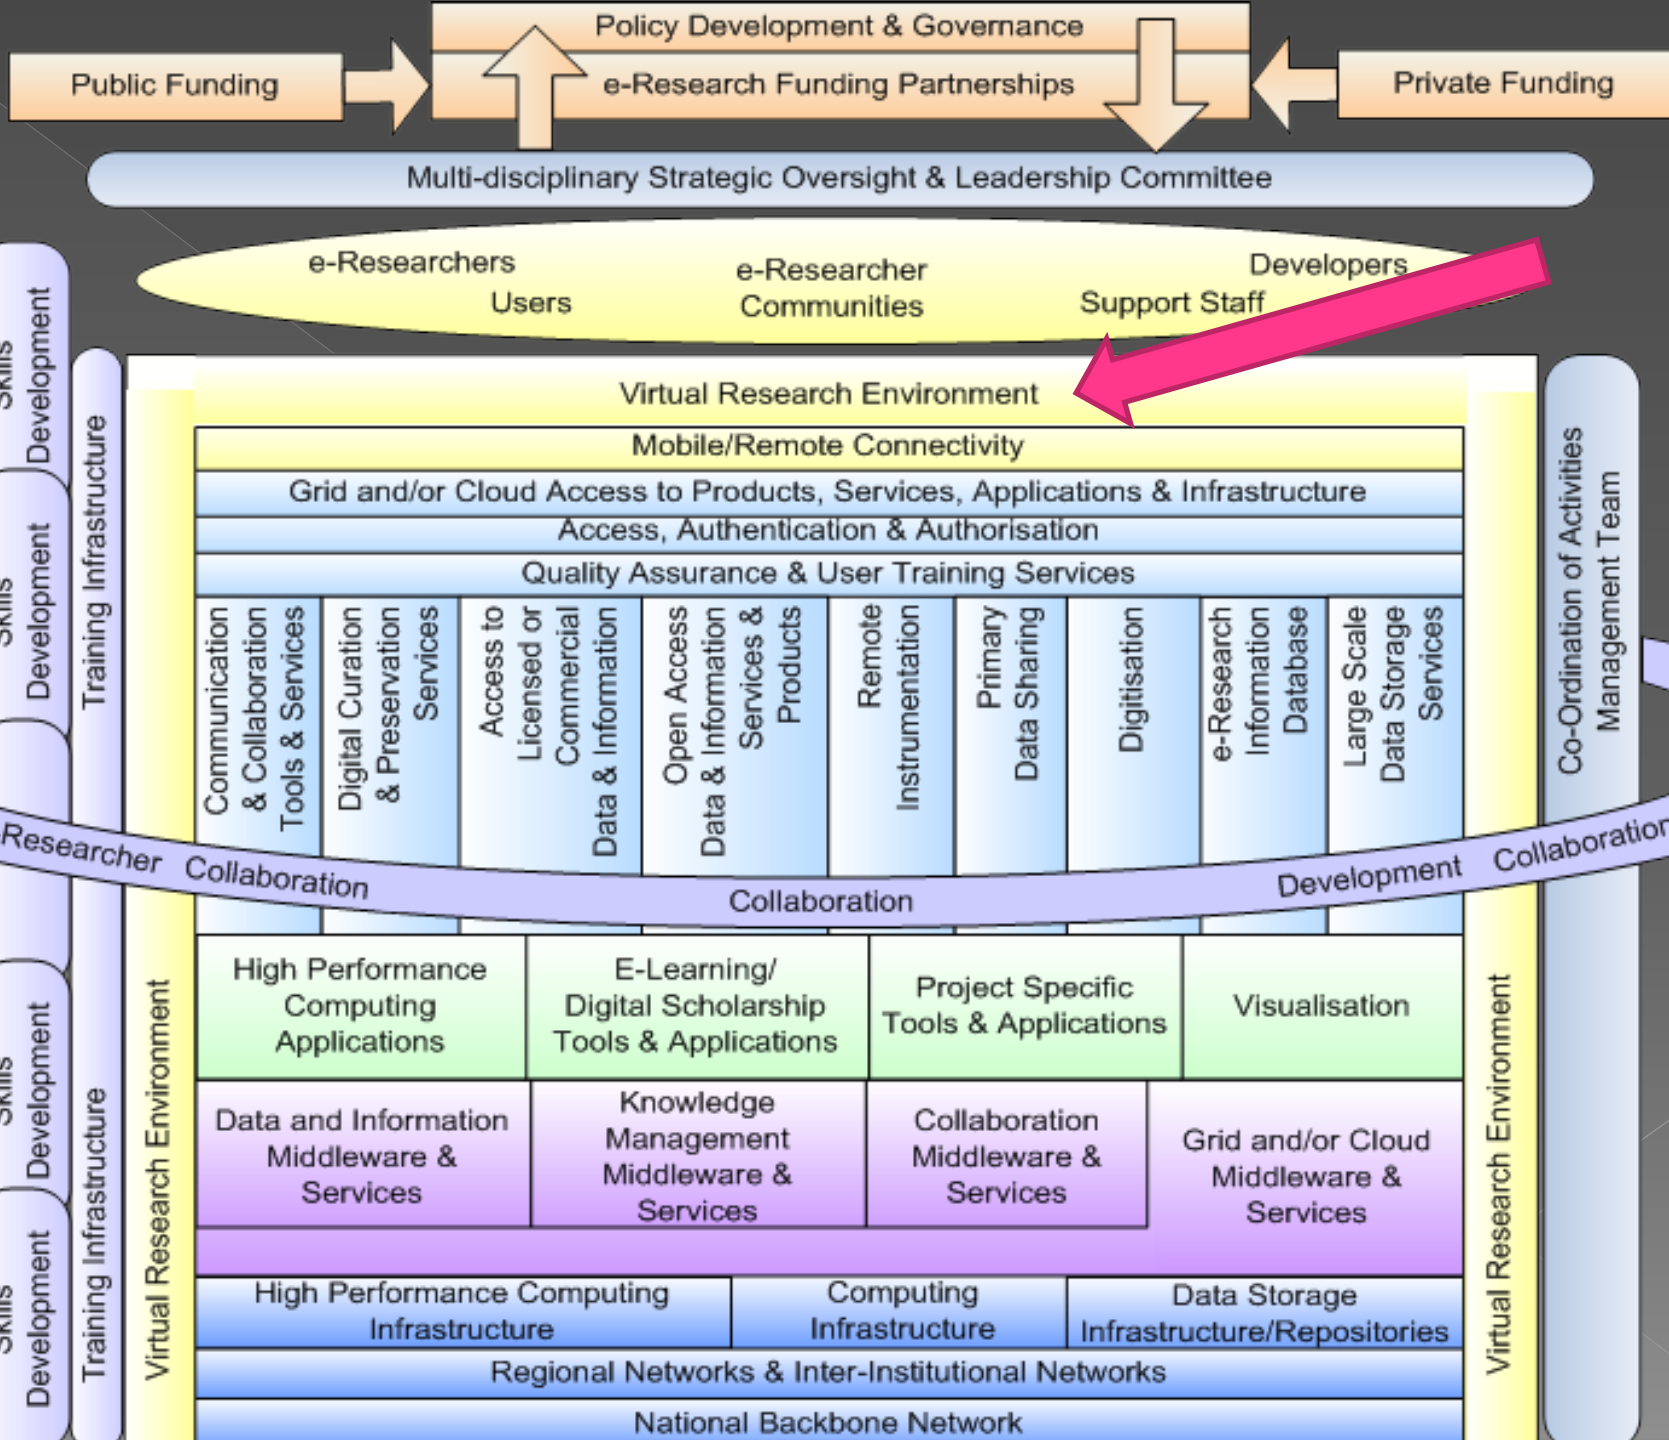 Policy Development & Governance
Public Funding
e-Research Funding Partnerships
Private Funding
Multi-disciplinary Strategic Oversight & Leadership Committee
e-Researchers
Users
e-Researcher
Communities
Developers
Support Staff
Skills
Development
Skills
Development
Skills
Development
Skills
Development
Training Infrastructure
Training Infrastructure
Virtual Research Environment
Virtual Research Environment
Mobile/Remote Connectivity
Grid and/or Cloud Access to Products, Services, Applications & Infrastructure
Access, Authentication & Authorisation
Quality Assurance & User Training Services
Communication
& Collaboration
Tools & Services
Digital Curation
& Preservation
Services
Access to
Licensed or
Commercial
Data & Information
Open Access
Data & Information
Services &
Products
Remote
Instrumentation
Primary
Data Sharing
Digitisation
e-Research
Information
Database
Large Scale
Data Storage
Services
-Researcher Collaboration
Collaboration
Development Collaboration
High Performance
Computing
Applications
E-Learning/
Digital Scholarship
Tools & Applications
Project Specific
Tools & Applications
Visualisation
Data and Information
Middleware &
Services
Knowledge
Management
Middleware &
Services
Collaboration
Middleware &
Services
Grid and/or Cloud
Middleware &
Services
High Performance Computing
Infrastructure
Computing
Infrastructure
Data Storage
Infrastructure/Repositories
Regional Networks & Inter-Institutional Networks
National Backbone Network
Virtual Research Environment
Co-Ordination of Activities
Management Team